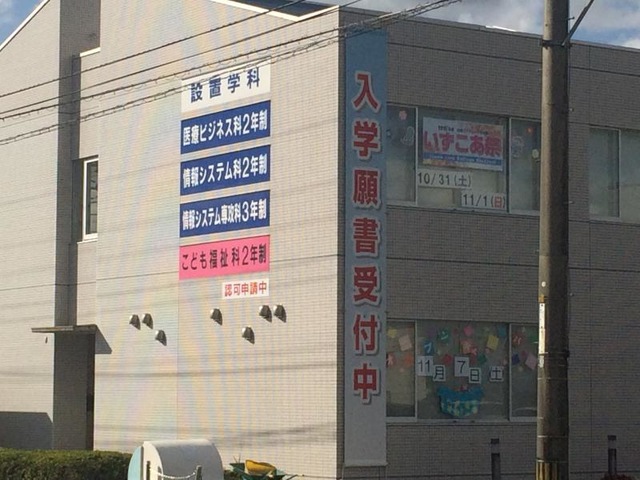 設置学科
医療ビジネス科2年制
情報システム科2年制
情報システム専攻科3年制
こども福祉科2年制
認可申請中
入学願書受付中
いずこあ祭
10/31(土)
11/1(日)
11月7日土